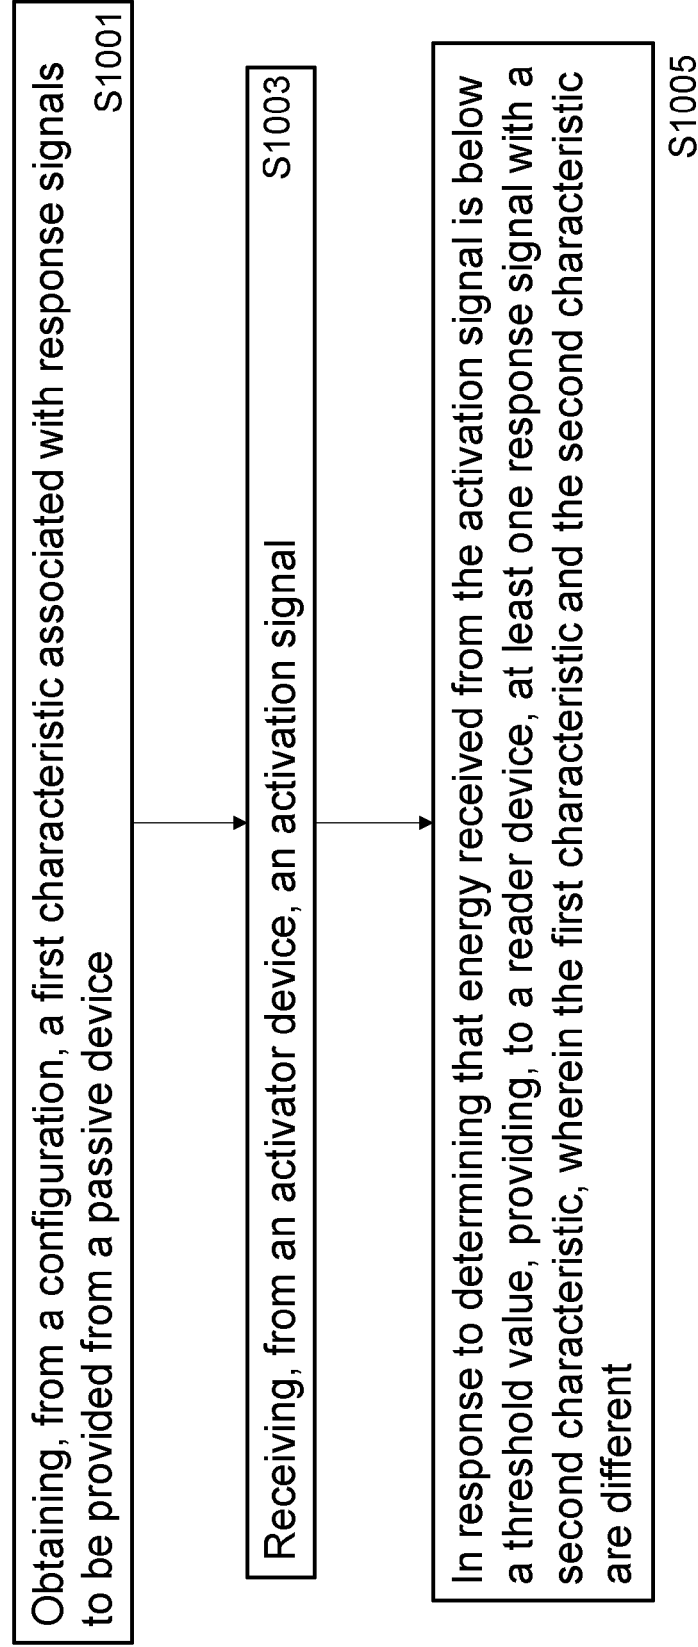 Obtaining, from a configuration, a first characteristic associated with response signals
to be provided from a passive device
S1001
Receiving, from an activator device, an activation signal
S1003
In response to determining that energy received from the activation signal is below
a threshold value, providing, to a reader device, at least one response signal with a
second characteristic, wherein the first characteristic and the second characteristic
are different
S1005